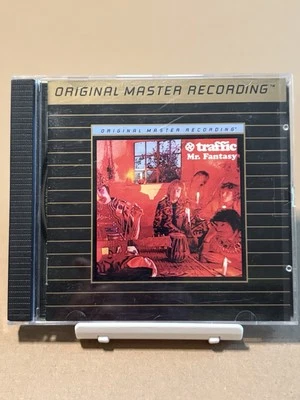 ORIGINAL MASTER RECORDING™
ORIGINAL MASTER RECORDING™
traffic
Mr. Fantasy